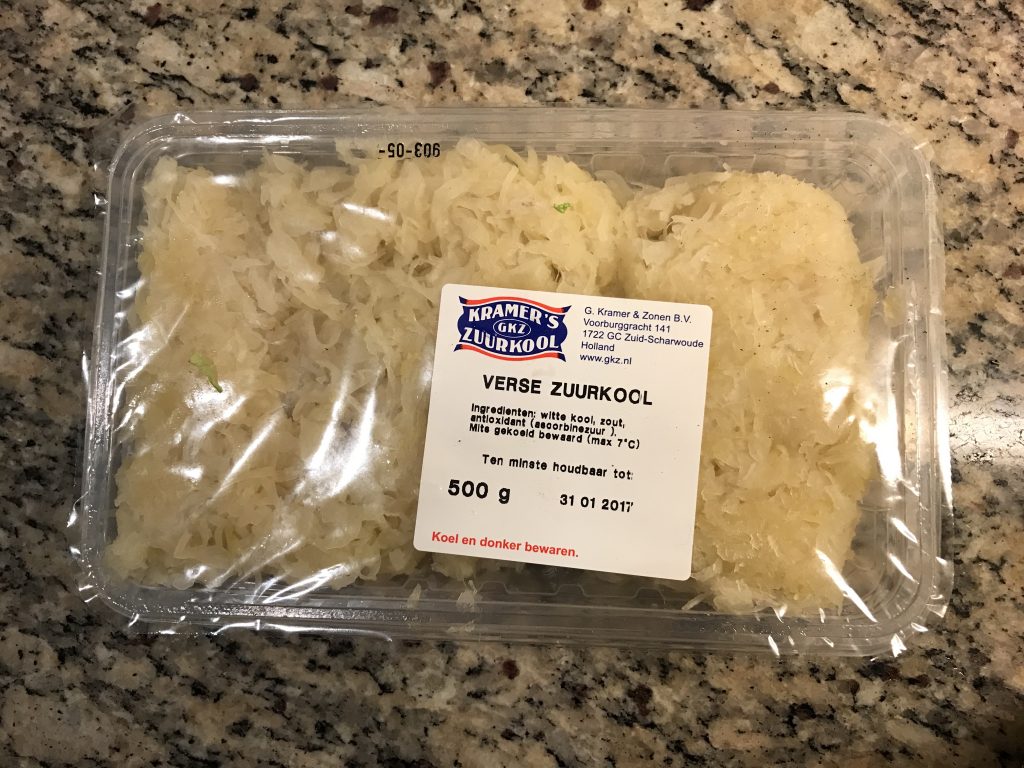 903-05-
KRAMER'S
GKZ
ZUURKOOL
G. Kramer & Zonen B.V.
Voorburggracht 141
1722 GC Zuid-Scharwoude
Holland
www.gkz.nl
VERSE ZUURKOOL
Ingredienten: witte kool, zout,
antioxidant (ascorbinezuur ).
Mits gekoeld bewaard (max 7°C)
Ten minste houdbaar tot:
500 g 31 01 2017
Koel en donker bewaren.